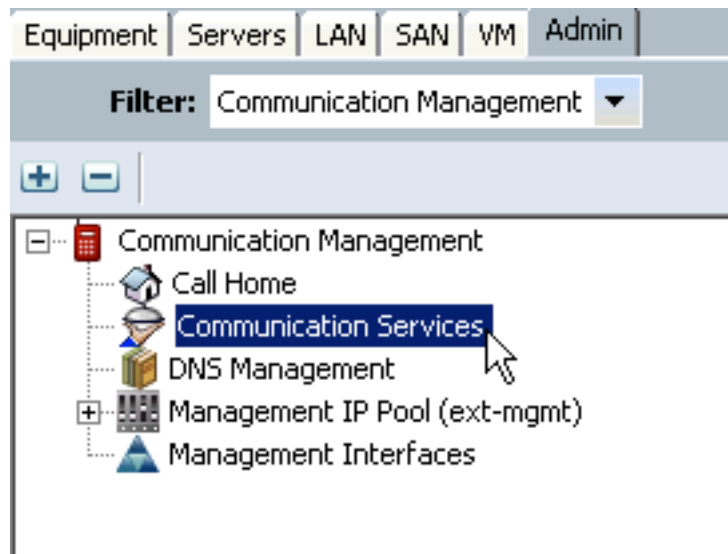 Equipment Servers LAN SAN VM Admin
Filter: Communication Management
Communication Management
Call Home
Communication Services
DNS Management
Management IP Pool (ext-mgmt)
Management Interfaces